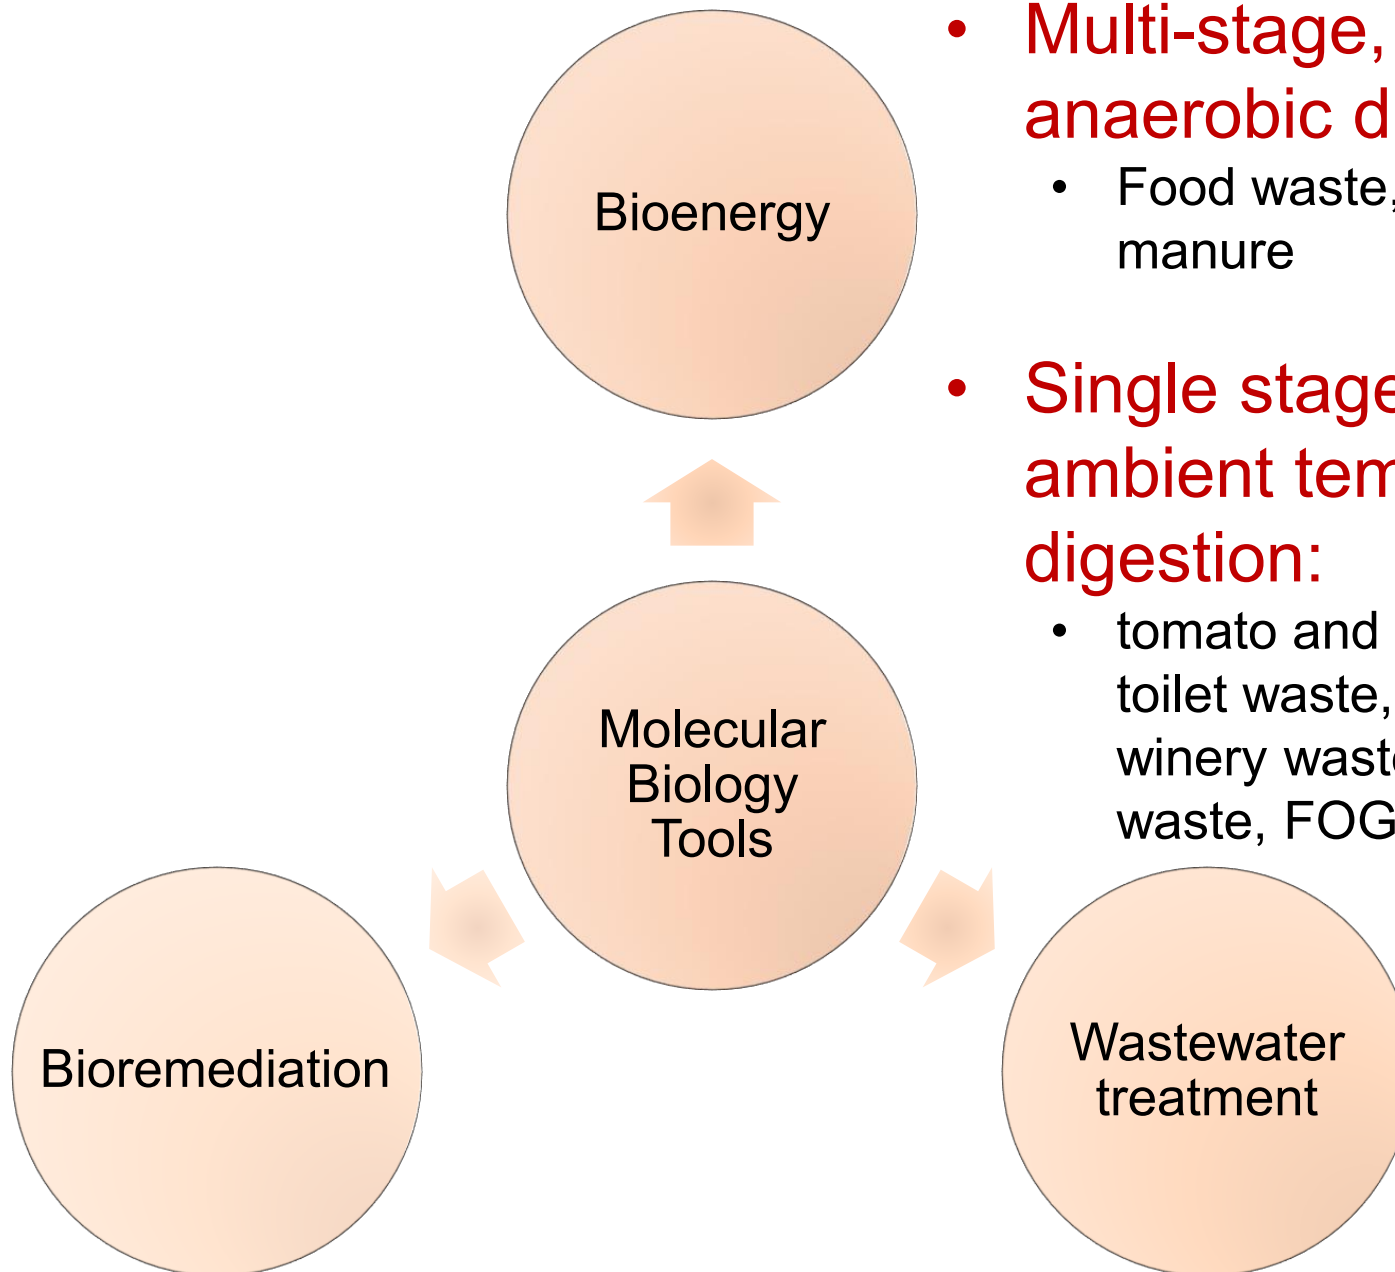 Bioenergy
• Multi-stage,
anaerobic d
• Food waste,
manure
• Single stage
ambient tem
digestion:
• tomato and
toilet waste,
winery waste
waste, FOG
Molecular
Biology
Tools
Bioremediation
Wastewater
treatment